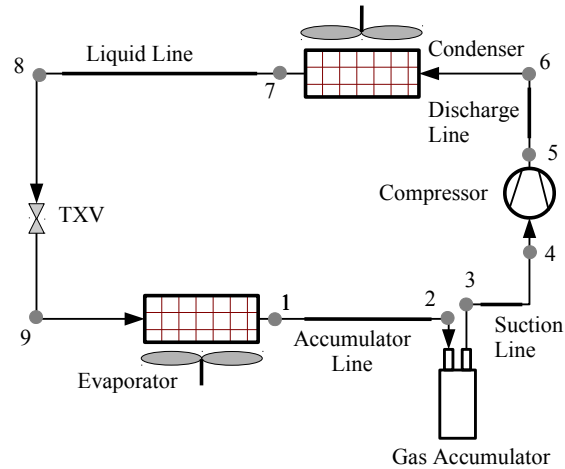 Liquid Line
Condenser
8
7
6
Discharge
Line
5
Compressor
TXV
4
3
1
2
9
Accumulator
Line
Suction
Line
Evaporator
Gas Accumulator